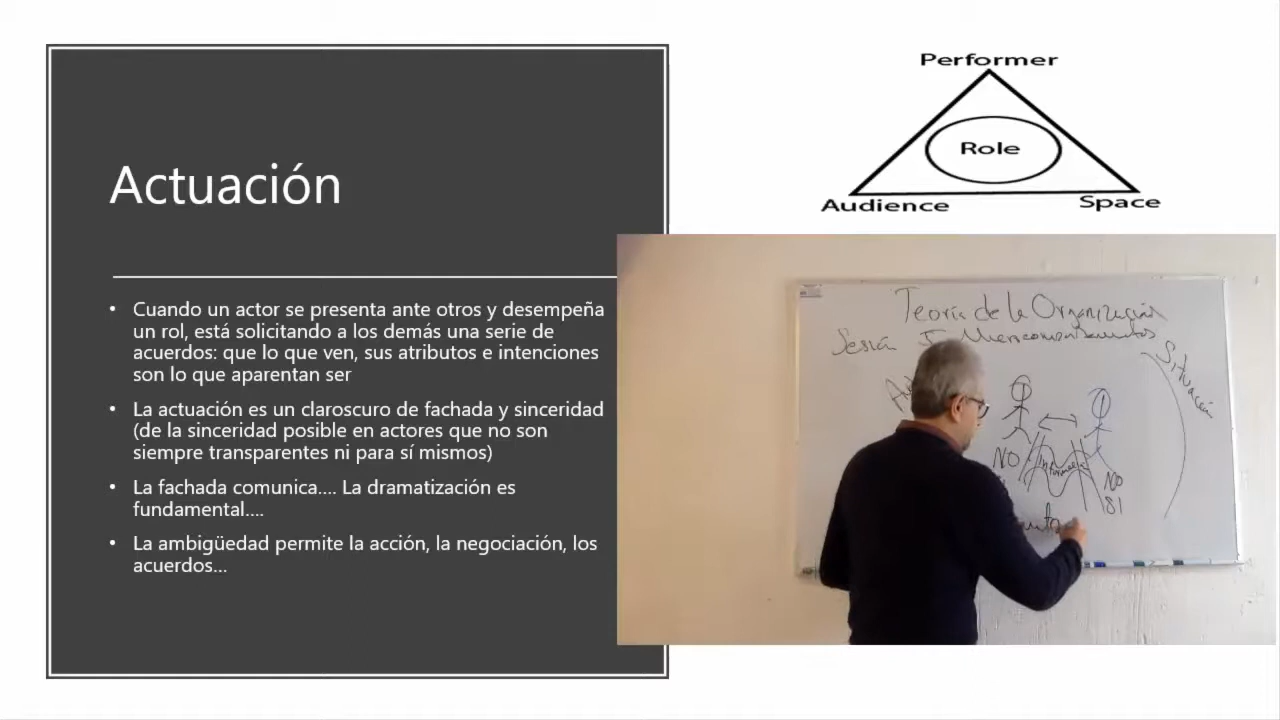 Actuación
• Cuando un actor se presenta ante otros y desempeña
un rol, está solicitando a los demás una serie de
acuerdos: que lo que ven, sus atributos e intenciones
son lo que aparentan ser
• La actuación es un claroscuro de fachada y sinceridad
(de la sinceridad posible en actores que no son
siempre transparentes ni para sí mismos)
• La fachada comunica.... La dramatización es
fundamental....
• La ambigüedad permite la acción, la negociación, los
acuerdos...
Performer
Role
Audience
Space
Teoría de la Organización
Sesión
Situación
NO
NO
SI